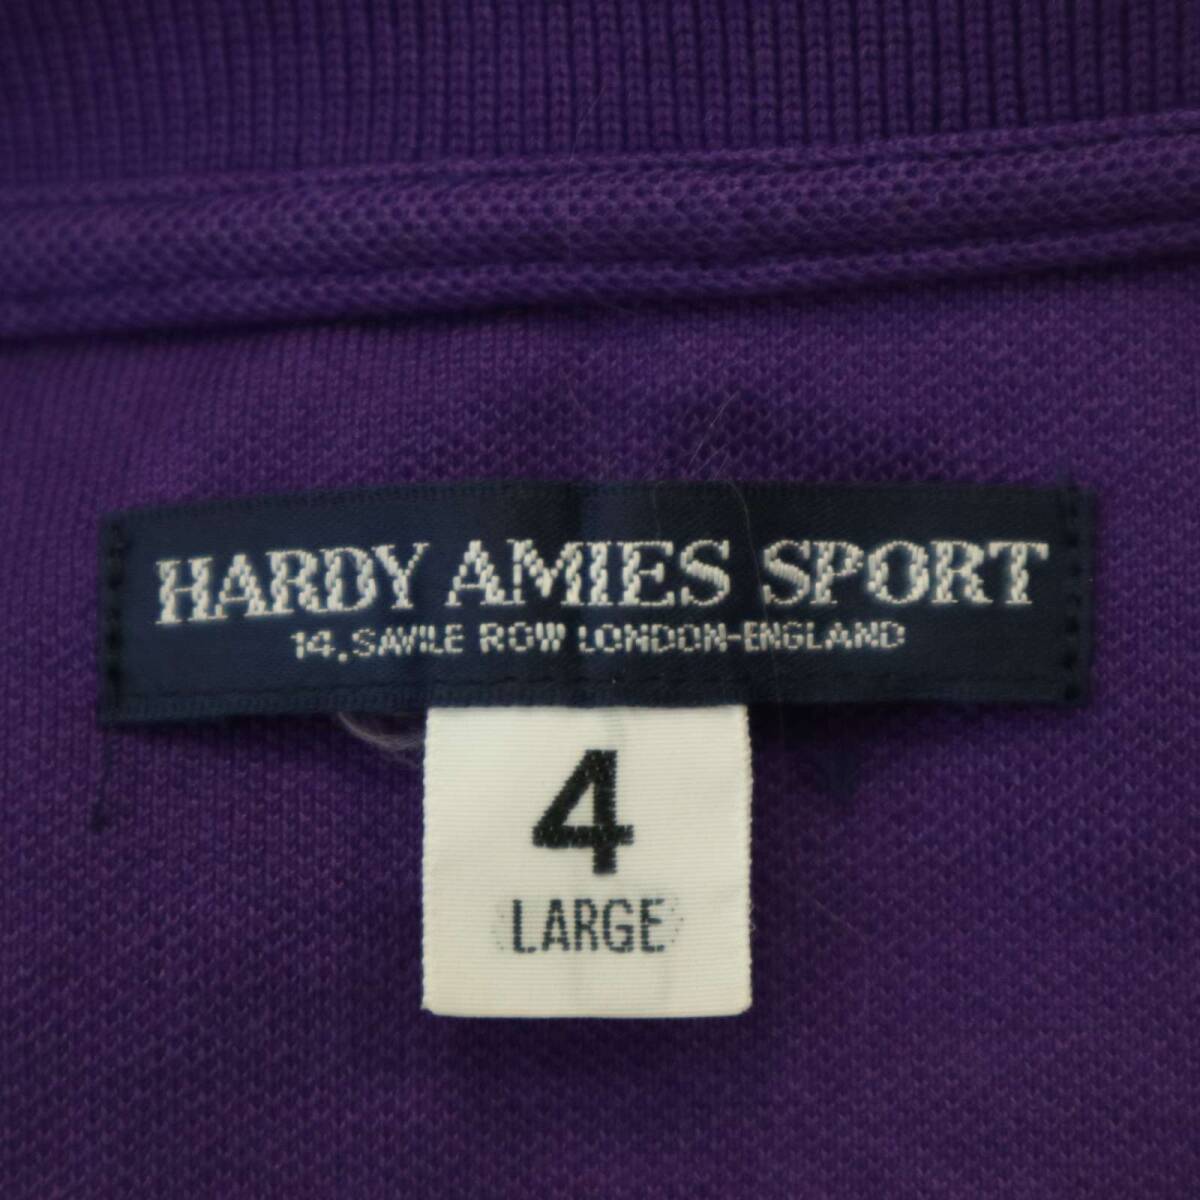 HARDY AMIES SPORT
14, SAVILE ROW LONDON-ENGLAND
4
LARGE